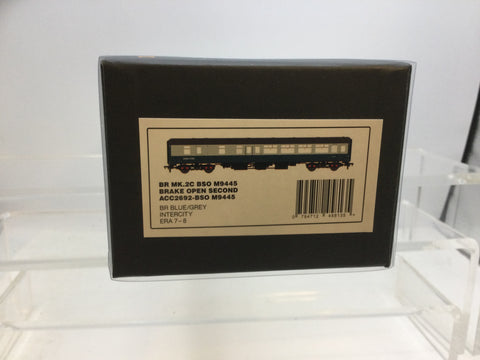 BR MK.2C BSO M9445
BRAKE OPEN SECOND
ACC2692-BSO M9445
BR BLUE/GREY
INTERCITY
ERA 7-8